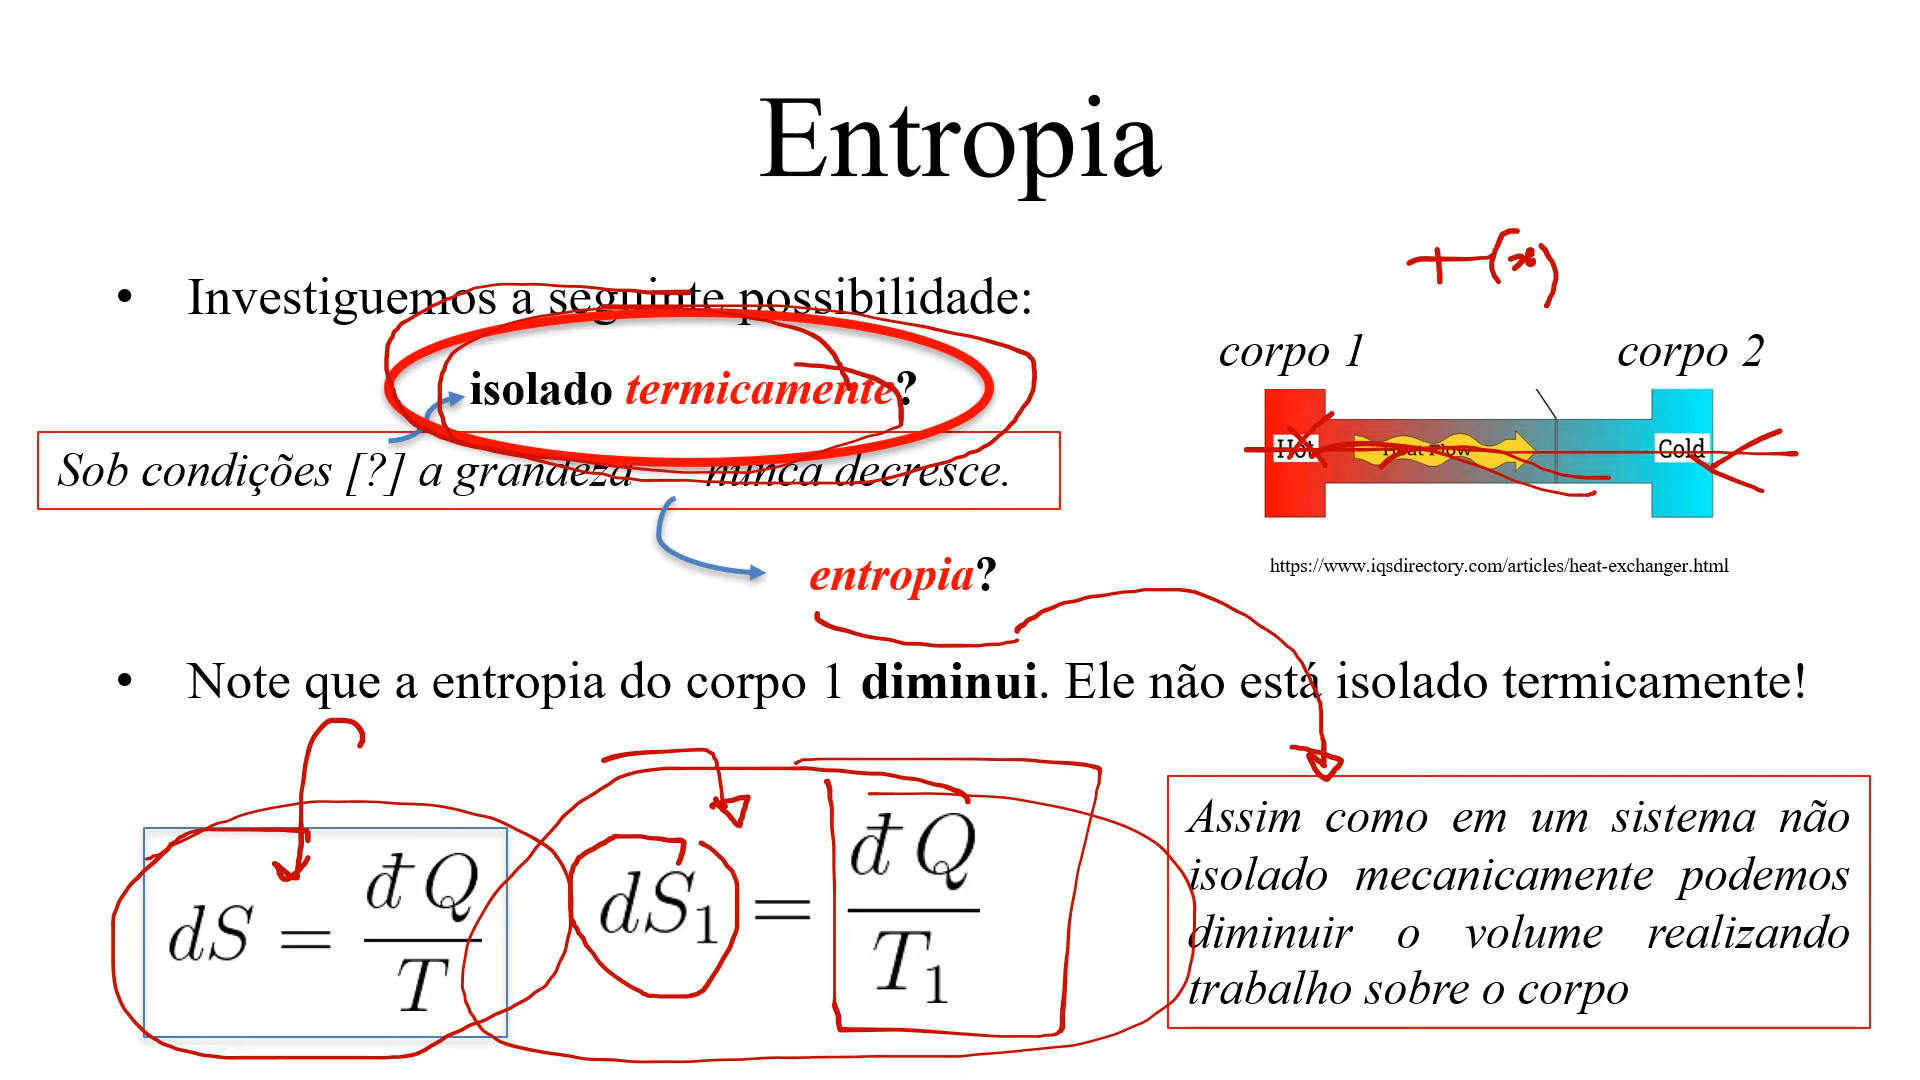 Entropia
• Investiguemos a seguinte possibilidade:
isolado termicamente?
Sob condições [?] a grandeza nunca decresce.
entropia?
corpo 1 corpo 2
Hot Heat Flow Cold
https://www.iqsdirectory.com/articles/heat-exchanger.html
• Note que a entropia do corpo 1 diminui. Ele não está isolado termicamente!
dS = đQ/T
dS₁ = đQ/T₁
Assim como em um sistema não
isolado mecanicamente podemos
diminuir o volume realizando
trabalho sobre o corpo